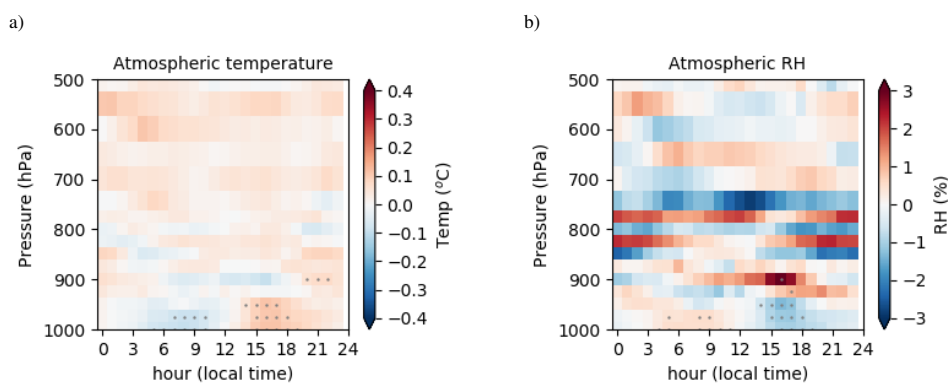 a)
b)
Atmospheric temperature
Atmospheric RH
500
600
700
800
900
1000
Pressure (hPa)
0 3 6 9 12 15 18 21 24
hour (local time)
0.4
0.3
0.2
0.1
0.0
−0.1
−0.2
−0.3
−0.4
Temp (°C)
500
600
700
800
900
1000
Pressure (hPa)
0 3 6 9 12 15 18 21 24
hour (local time)
3
2
1
0
−1
−2
−3
RH (%)